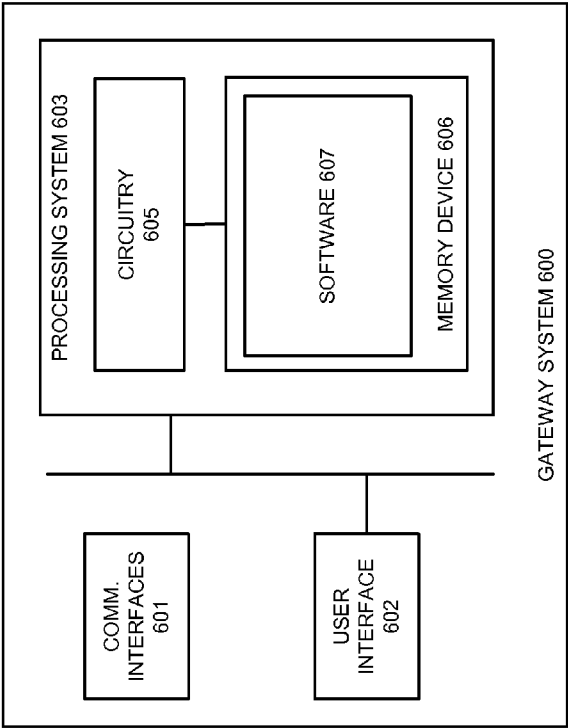 COMM.
INTERFACES
601
USER
INTERFACE
602
PROCESSING SYSTEM 603
CIRCUITRY
605
SOFTWARE 607
MEMORY DEVICE 606
GATEWAY SYSTEM 600